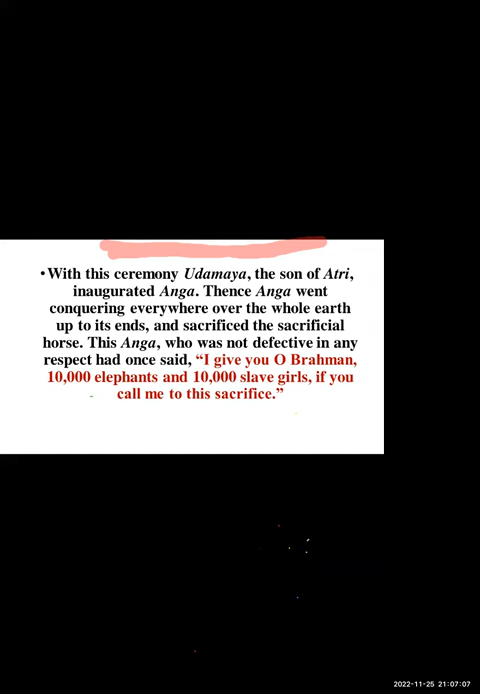 •With this ceremony Udamaya, the son of Atri,
inaugurated Anga. Thence Anga went
conquering everywhere over the whole earth
up to its ends, and sacrificed the sacrificial
horse. This Anga, who was not defective in any
respect had once said, “I give you O Brahman,
10,000 elephants and 10,000 slave girls, if you
call me to this sacrifice.”
2022-11-25 21:07:07